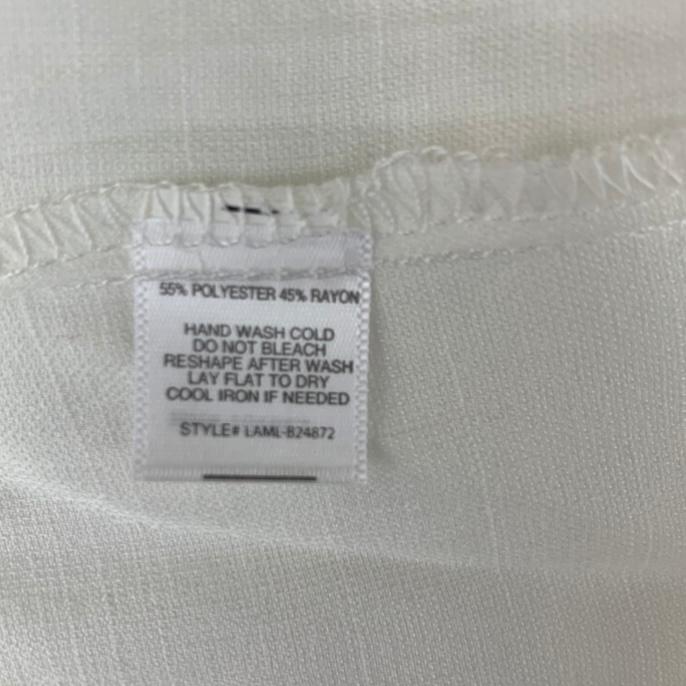 55% POLYESTER 45% RAYON
HAND WASH COLD
DO NOT BLEACH
RESHAPE AFTER WASH
LAY FLAT TO DRY
COOL IRON IF NEEDED
STYLE# LAML-B24872